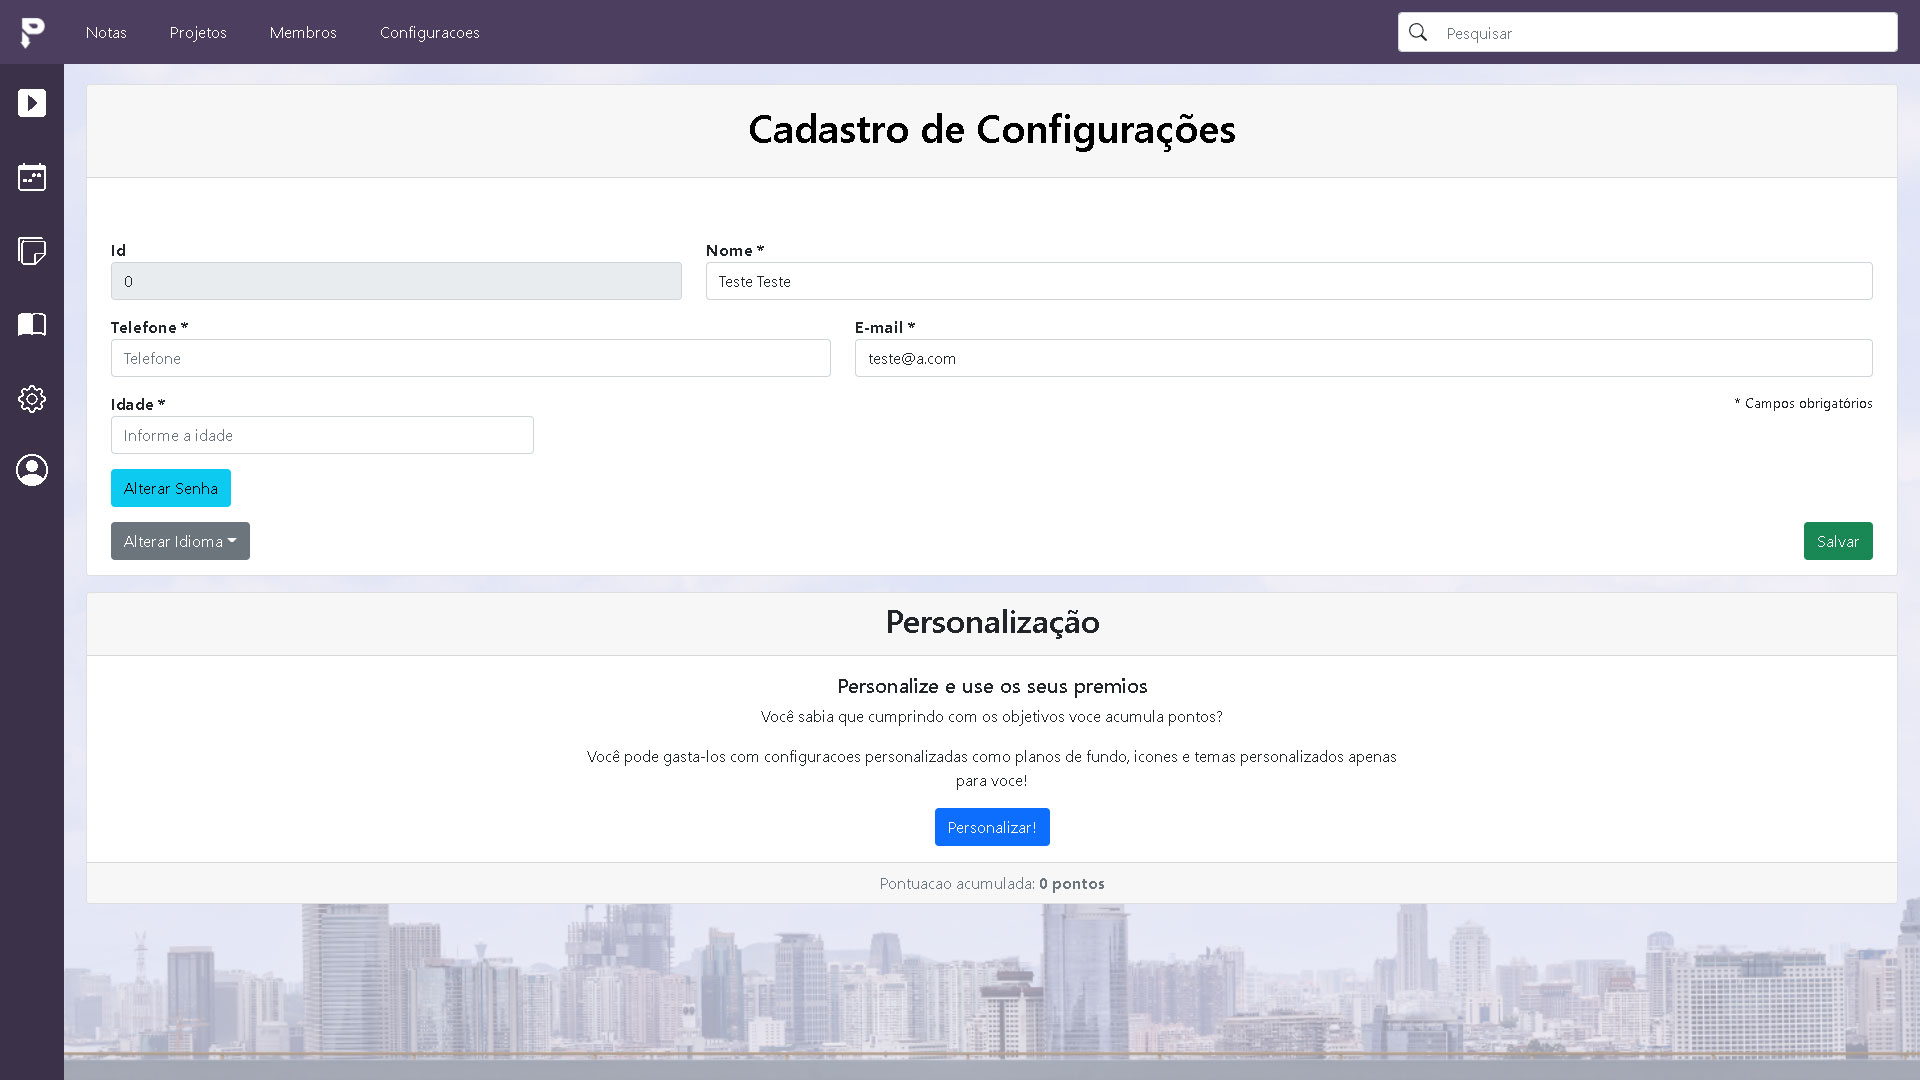 Notas Projetos Membros Configuracoes Pesquisar
Cadastro de Configurações
Id Nome *
0 Teste Teste
Telefone * E-mail *
Telefone teste@a.com
Idade * * Campos obrigatórios
Informe a idade
Alterar Senha
Alterar Idioma Salvar
Personalização
Personalize e use os seus premios
Você sabia que cumprindo com os objetivos voce acumula pontos?
Você pode gasta-los com configuracoes personalizadas como planos de fundo, icones e temas personalizados apenas
para voce!
Personalizar!
Pontuacao acumulada: 0 pontos